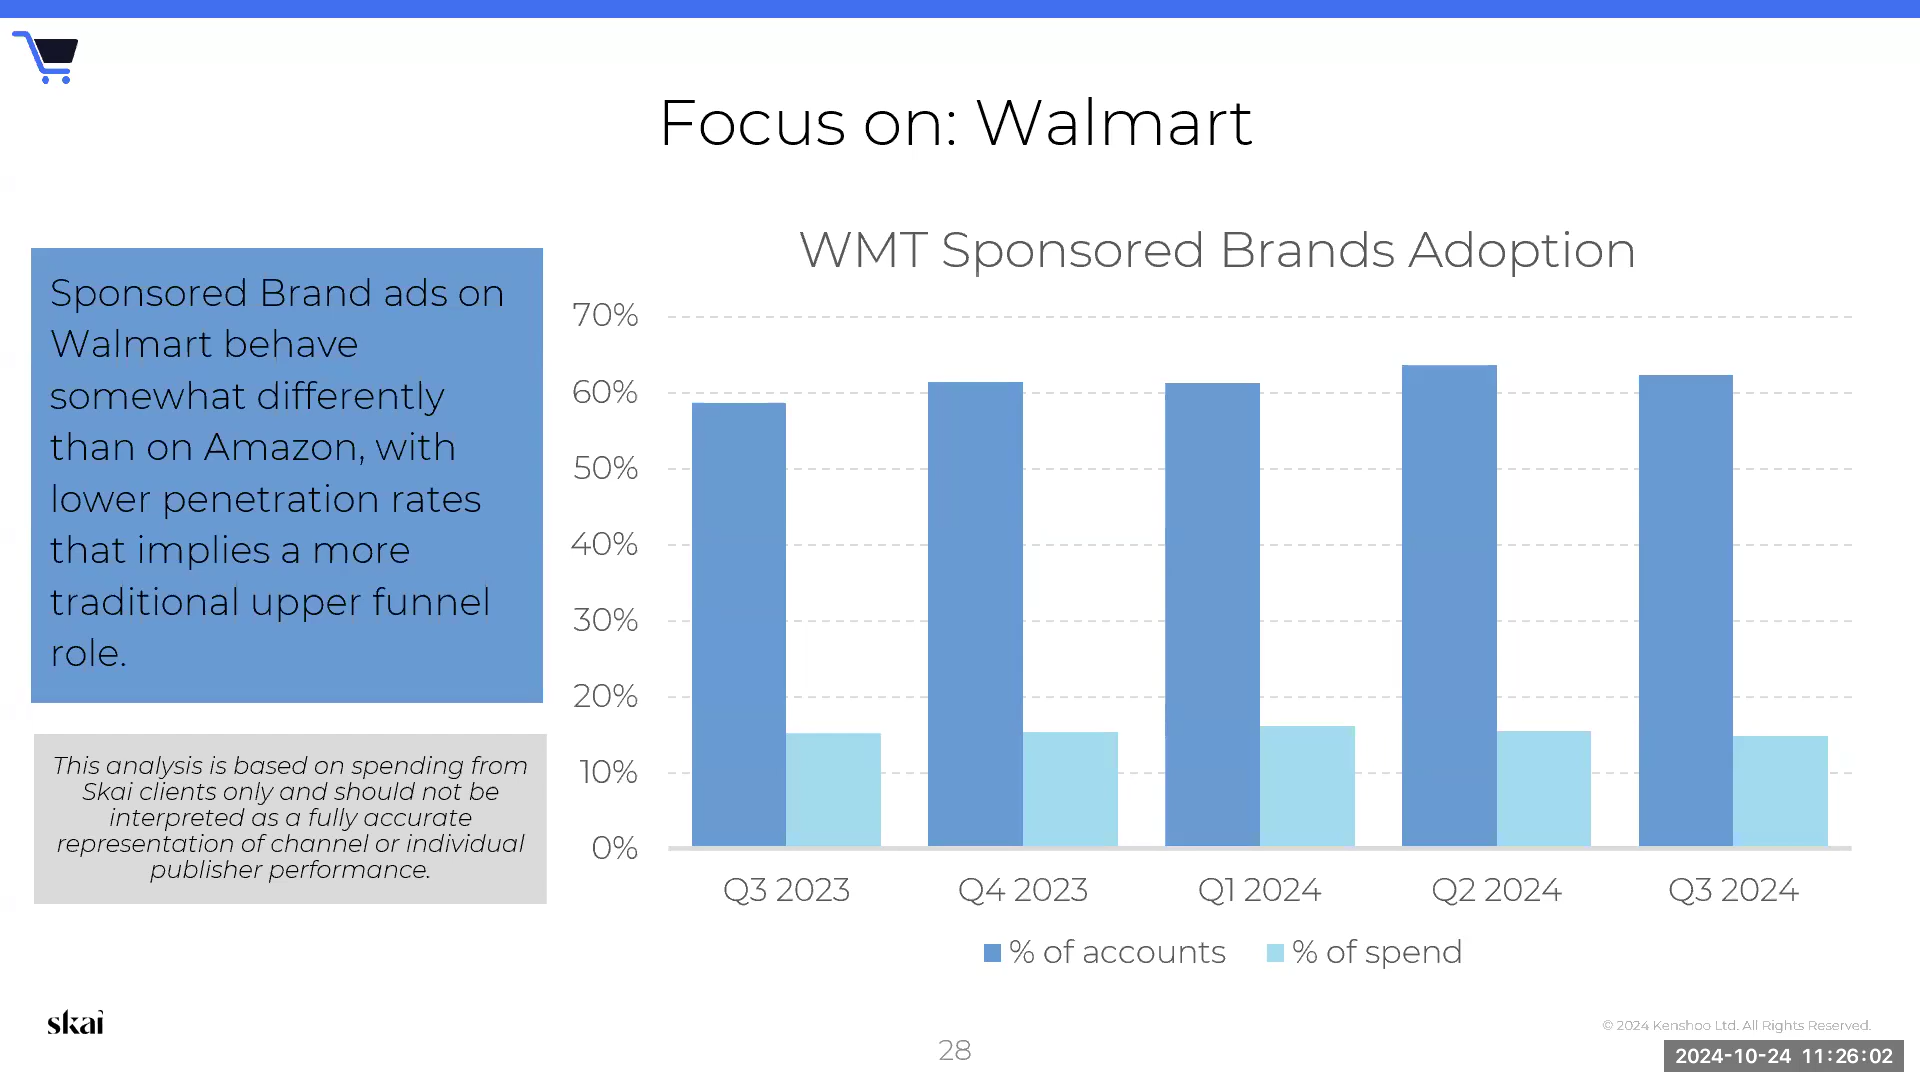 Focus on: Walmart
Sponsored Brand ads on
Walmart behave
somewhat differently
than on Amazon, with
lower penetration rates
that implies a more
traditional upper funnel
role.
This analysis is based on spending from
Skai clients only and should not be
interpreted as a fully accurate
representation of channel or individual
publisher performance.
WMT Sponsored Brands Adoption
70%
60%
50%
40%
30%
20%
10%
0%
Q3 2023 Q4 2023 Q1 2024 Q2 2024 Q3 2024
% of accounts % of spend
skai
© 2024 Kenshoo Ltd. All Rights Reserved.
28
2024-10-24 11:26:02